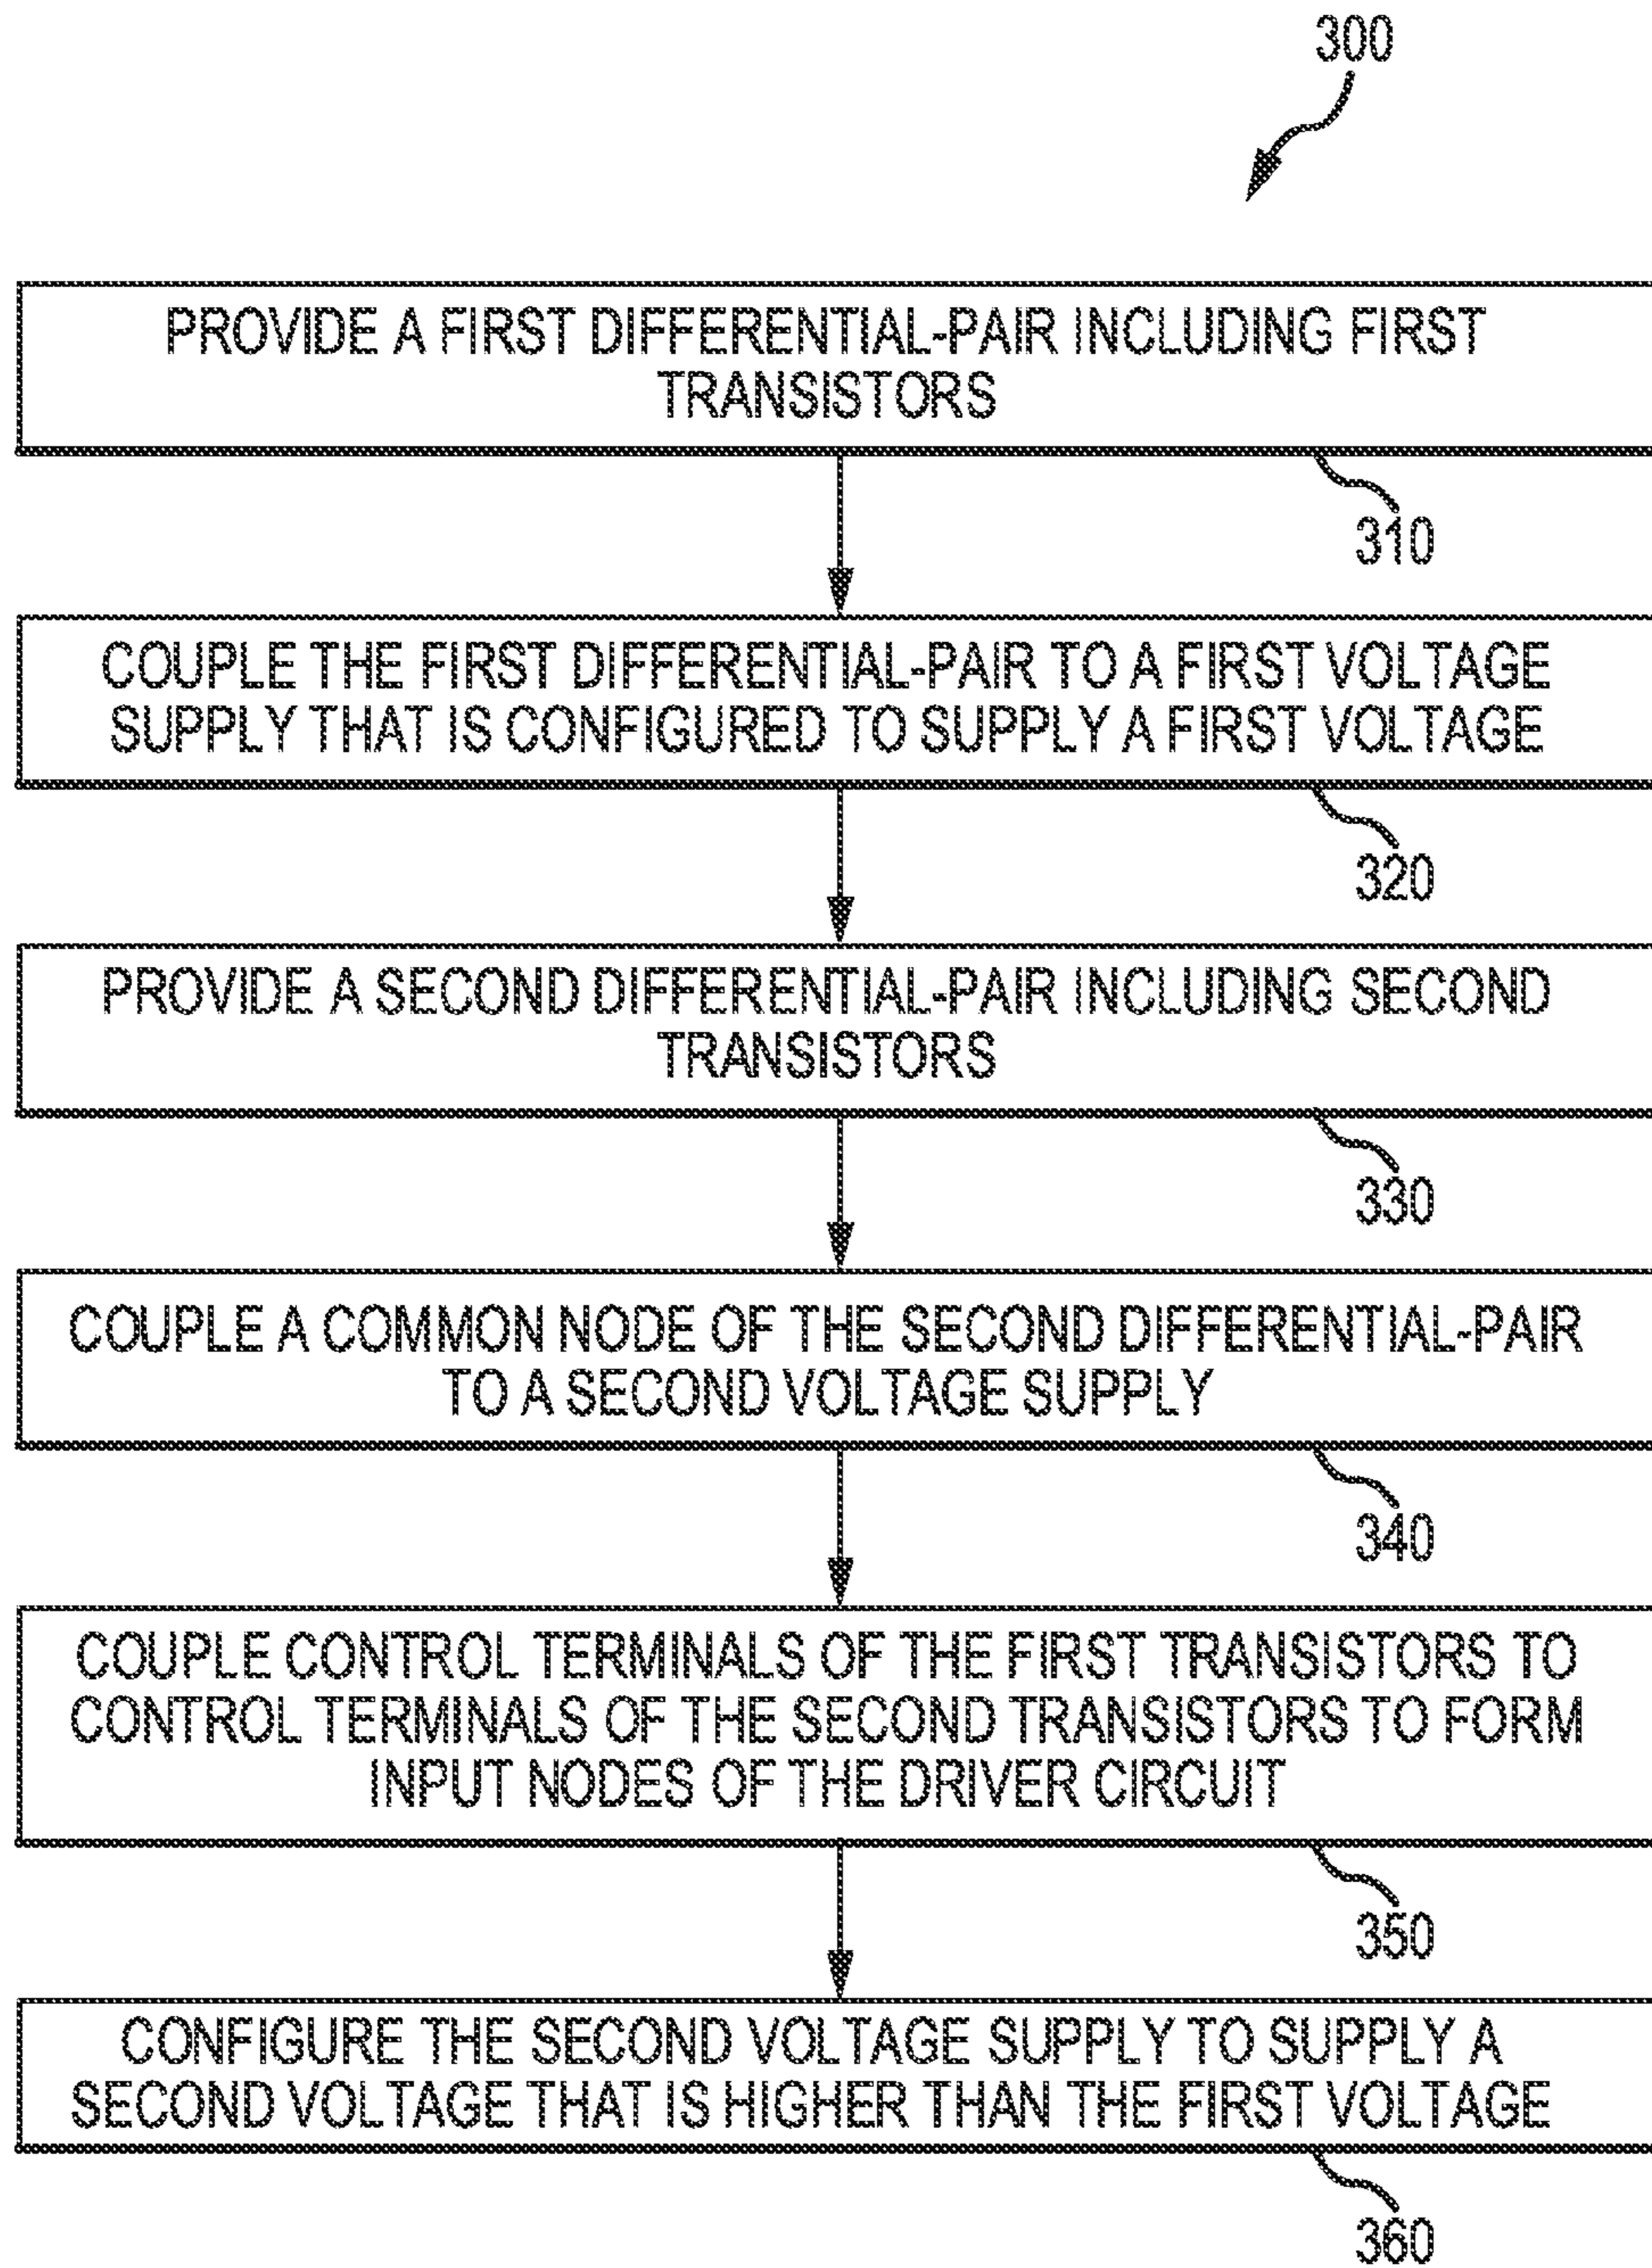 300
PROVIDE A FIRST DIFFERENTIAL-PAIR INCLUDING FIRST
TRANSISTORS
310
COUPLE THE FIRST DIFFERENTIAL-PAIR TO A FIRST VOLTAGE
SUPPLY THAT IS CONFIGURED TO SUPPLY A FIRST VOLTAGE
320
PROVIDE A SECOND DIFFERENTIAL-PAIR INCLUDING SECOND
TRANSISTORS
330
COUPLE A COMMON NODE OF THE SECOND DIFFERENTIAL-PAIR
TO A SECOND VOLTAGE SUPPLY
340
COUPLE CONTROL TERMINALS OF THE FIRST TRANSISTORS TO
CONTROL TERMINALS OF THE SECOND TRANSISTORS TO FORM
INPUT NODES OF THE DRIVER CIRCUIT
350
CONFIGURE THE SECOND VOLTAGE SUPPLY TO SUPPLY A
SECOND VOLTAGE THAT IS HIGHER THAN THE FIRST VOLTAGE
360